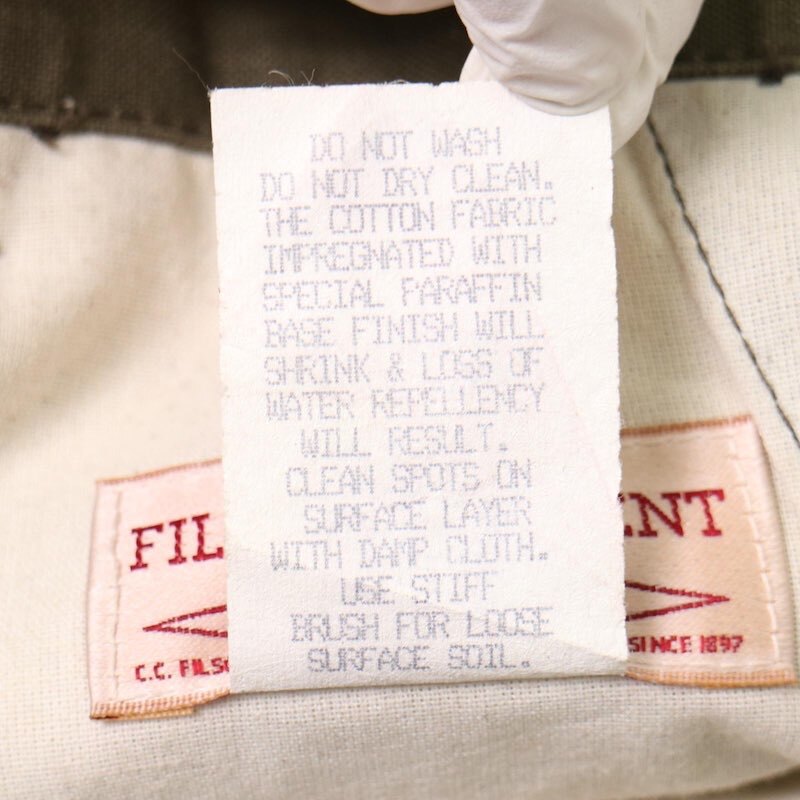 DO NOT WASH
DO NOT DRY CLEAN.
THE COTTON FABRIC
IMPREGNATED WITH
SPECIAL PARAFFIN
BASE FINISH WILL
SHRINK & LOSS OF
WATER REPELLENCY
WILL RESULT.
CLEAN SPOTS ON
SURFACE LAYER
WITH DAMP CLOTH.
USE STIFF
BRUSH FOR LOOSE
SURFACE SOIL.
FIL ENT
C.C. FILSO SINCE 1897